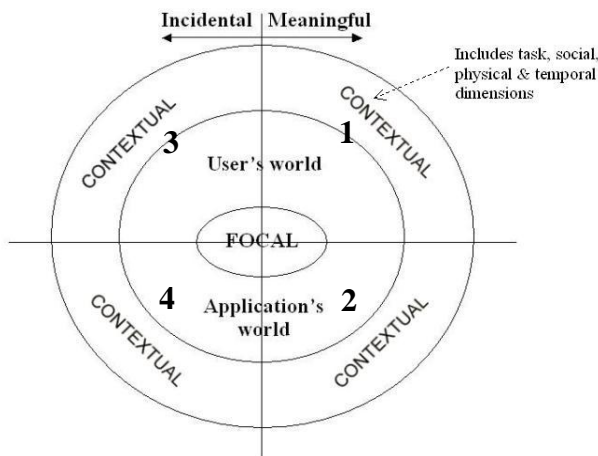 Incidental Meaningful
Includes task, social,
physical & temporal
dimensions
CONTEXTUAL
CONTEXTUAL
3
1
User's world
FOCAL
4
2
Application's
world
CONTEXTUAL
CONTEXTUAL